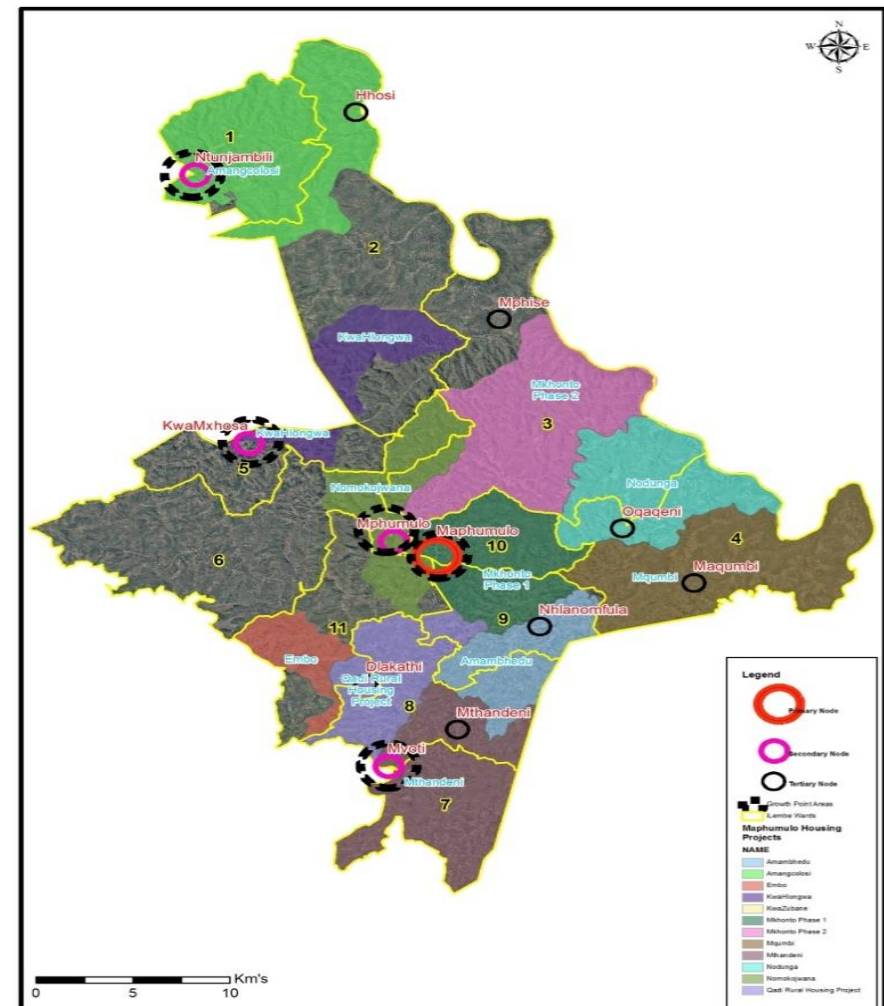 N
W E
S
Hhosi
1
Ntunjambili
Amangcolosi
2
Mphise
KwaHlongwa
Mkhonto
Phase 2
3
KwaMxhosa
KwaHlongwa
5
Nomokojwana
Nodunga
Mphumulo
Maphumulo
Oqaqeni
10
4
6
Mkhonto
Phase 1
Mqumbi
Maqumbi
9
Nhlanomfula
11
Embo
Amambhedu
Dlakathi
Qadi Rural
Housing
Project
8
Mthandeni
Mvoti
Mthandeni
7
Legend
Primary Node
Secondary Node
Tertiary Node
Growth Point Areas
iLembe Wards
Maphumulo Housing
Projects
NAME
Amambhedu
Amangcolosi
Embo
KwaHlongwa
KwaZubane
Mkhonto Phase 1
Mkhonto Phase 2
Mqumbi
Mthandeni
Nodunga
Nomokojwana
Qadi Rural Housing Project
Km's
0 5 10